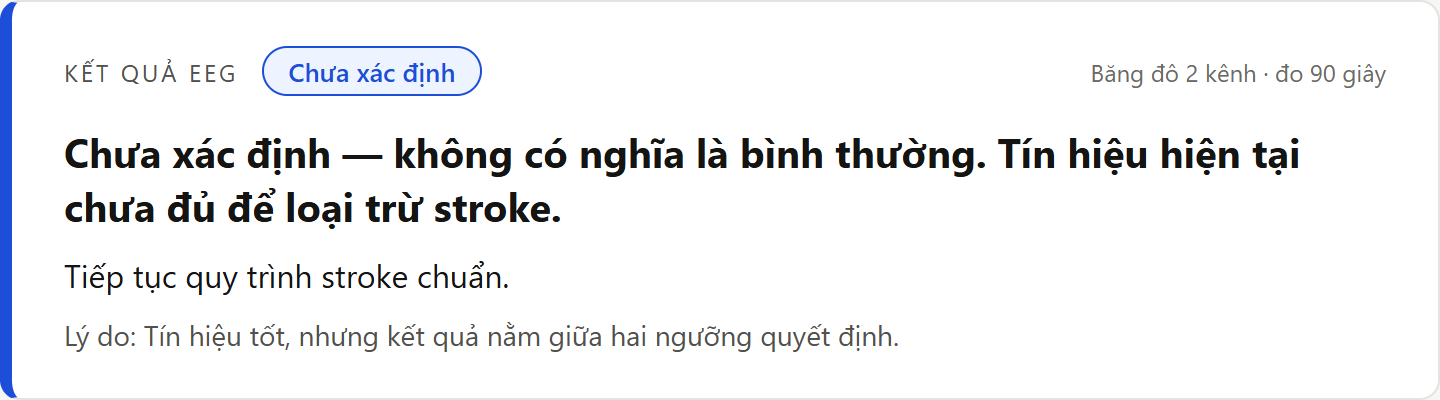 KẾT QUẢ EEG
Chưa xác định
Băng đô 2 kênh · đo 90 giây
Chưa xác định — không có nghĩa là bình thường. Tín hiệu hiện tại
chưa đủ để loại trừ stroke.
Tiếp tục quy trình stroke chuẩn.
Lý do: Tín hiệu tốt, nhưng kết quả nằm giữa hai ngưỡng quyết định.